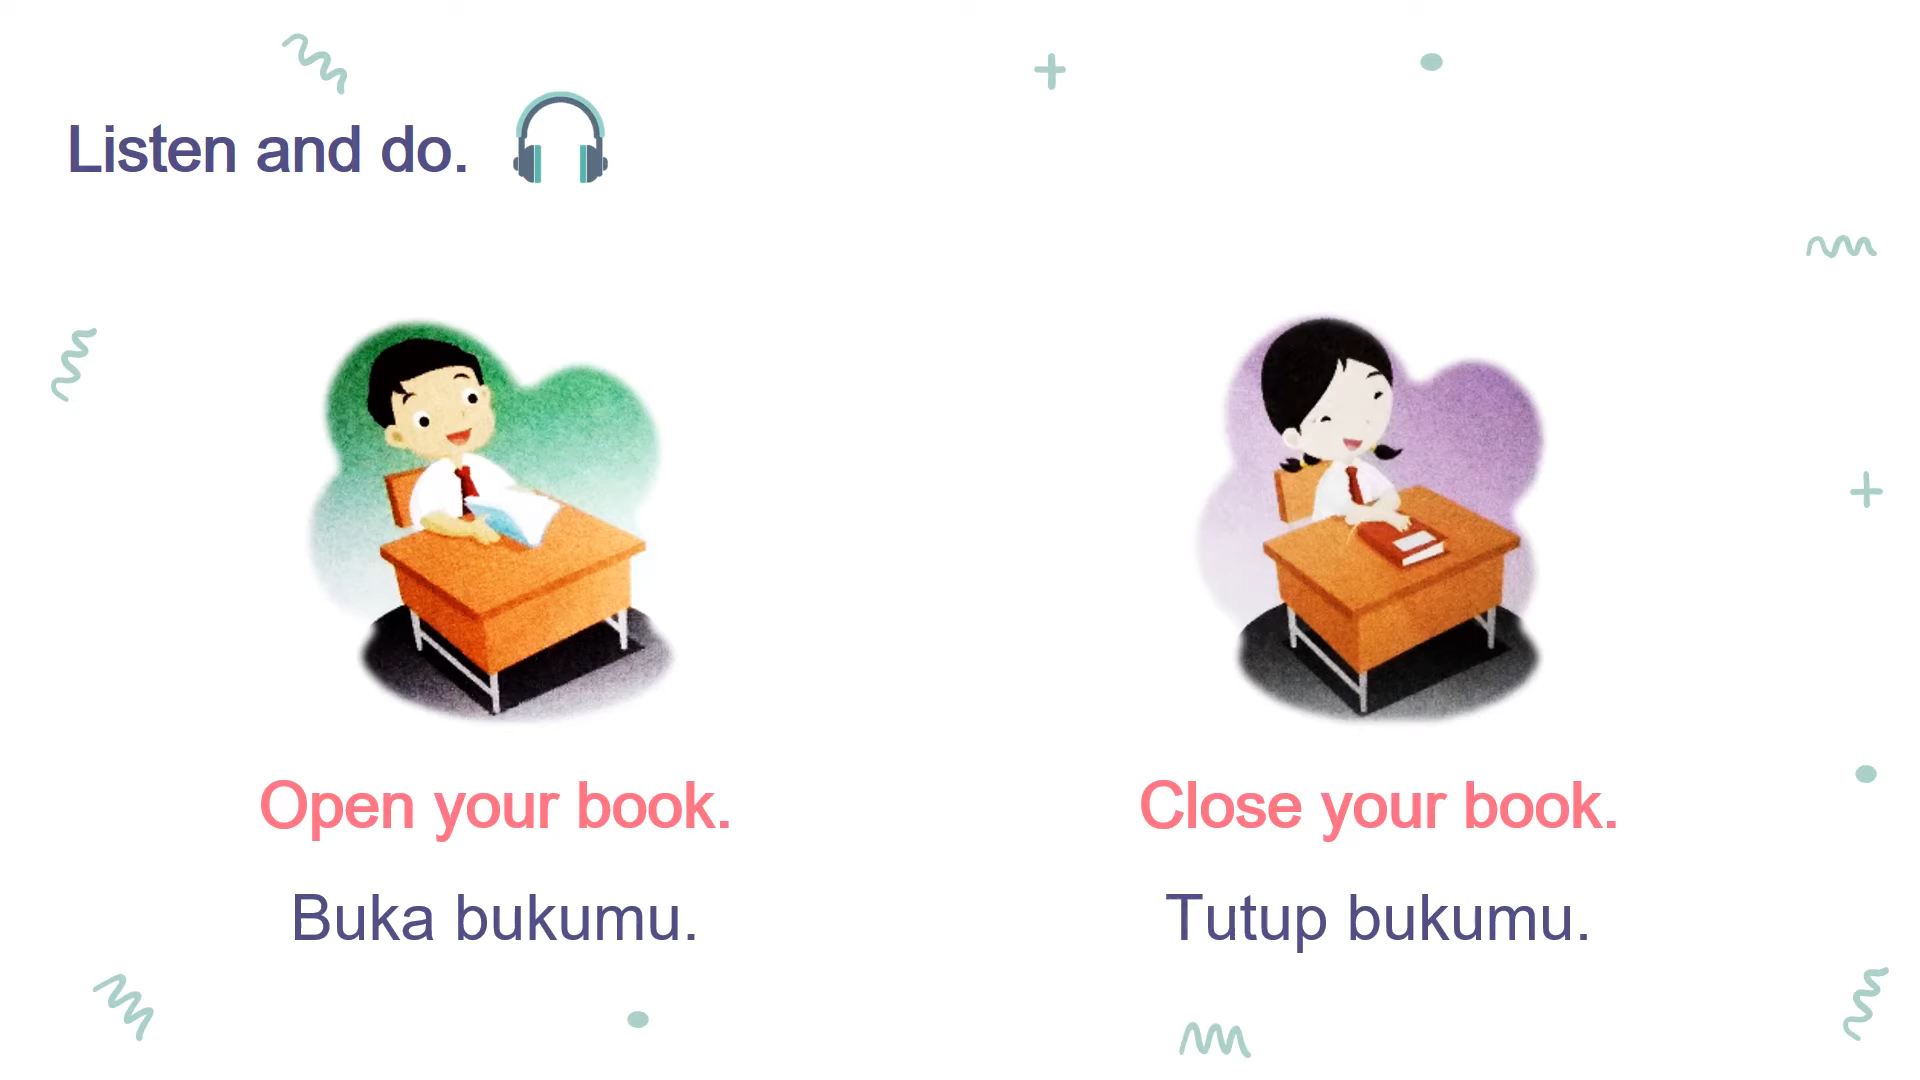 Listen and do.
Open your book.
Buka bukumu.
Close your book.
Tutup bukumu.